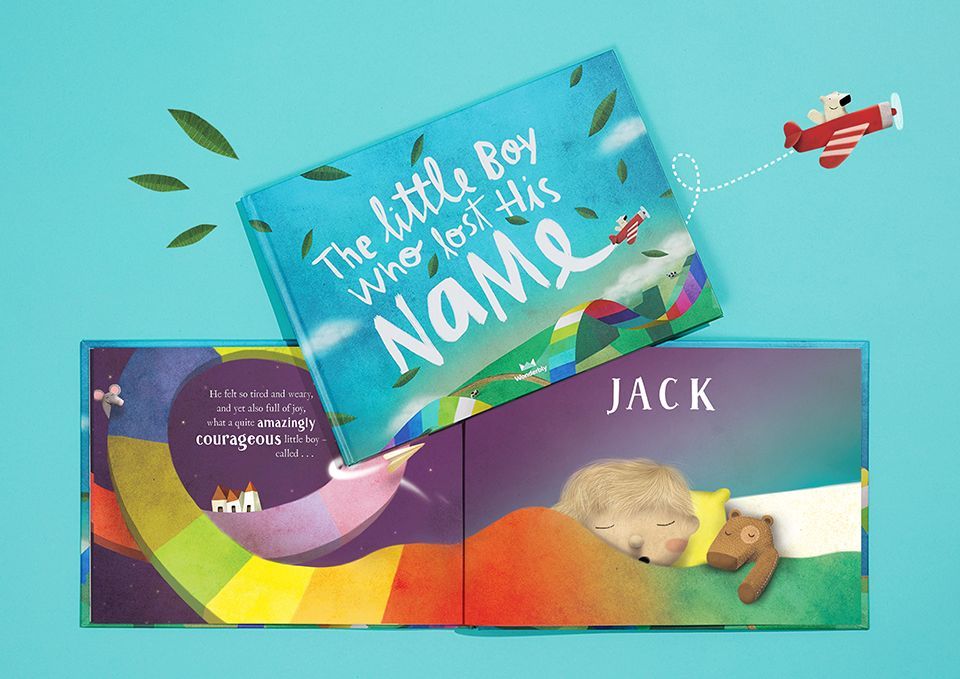 The little Boy
who lost His
NaMe
Wonderbly
He felt so tired and weary,
and yet also full of joy,
what a quite amazingly
courageous little boy –
called . . .
JACK